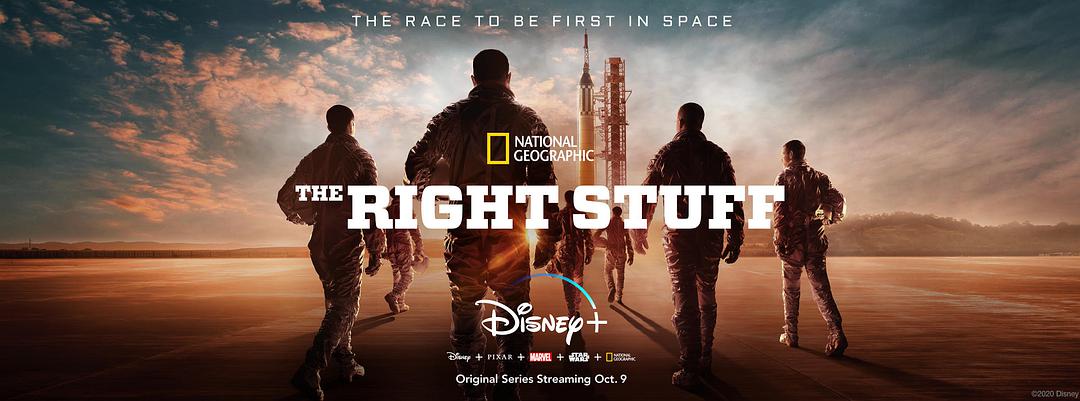 THE RACE TO BE FIRST IN SPACE
NATIONAL
GEOGRAPHIC
THE RIGHT STUFF
Disney+
Disney + PIXAR + MARVEL + STAR WARS + NATIONAL GEOGRAPHIC
Original Series Streaming Oct. 9
©2020 Disney